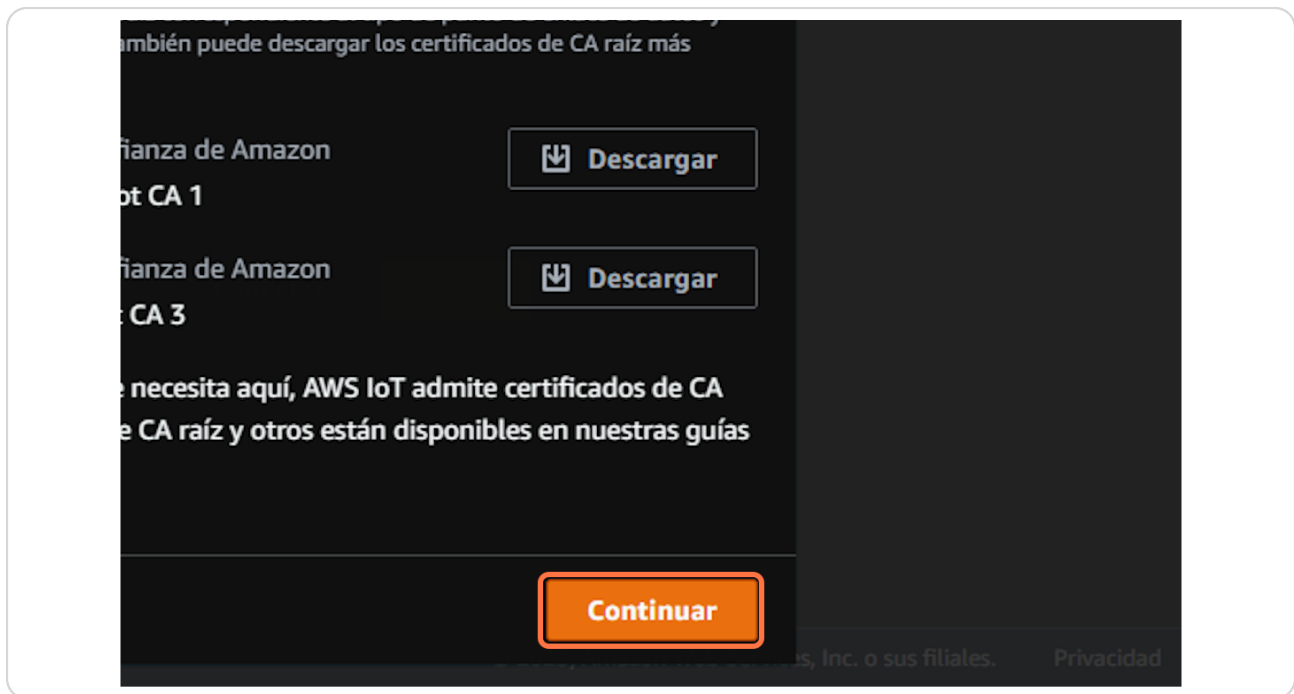 ambién puede descargar los certificados de CA raíz más
fianza de Amazon
Descargar
ot CA 1
fianza de Amazon
Descargar
t CA 3
e necesita aquí, AWS IoT admite certificados de CA
e CA raíz y otros están disponibles en nuestras guías
Continuar
es, Inc. o sus filiales.
Privacidad